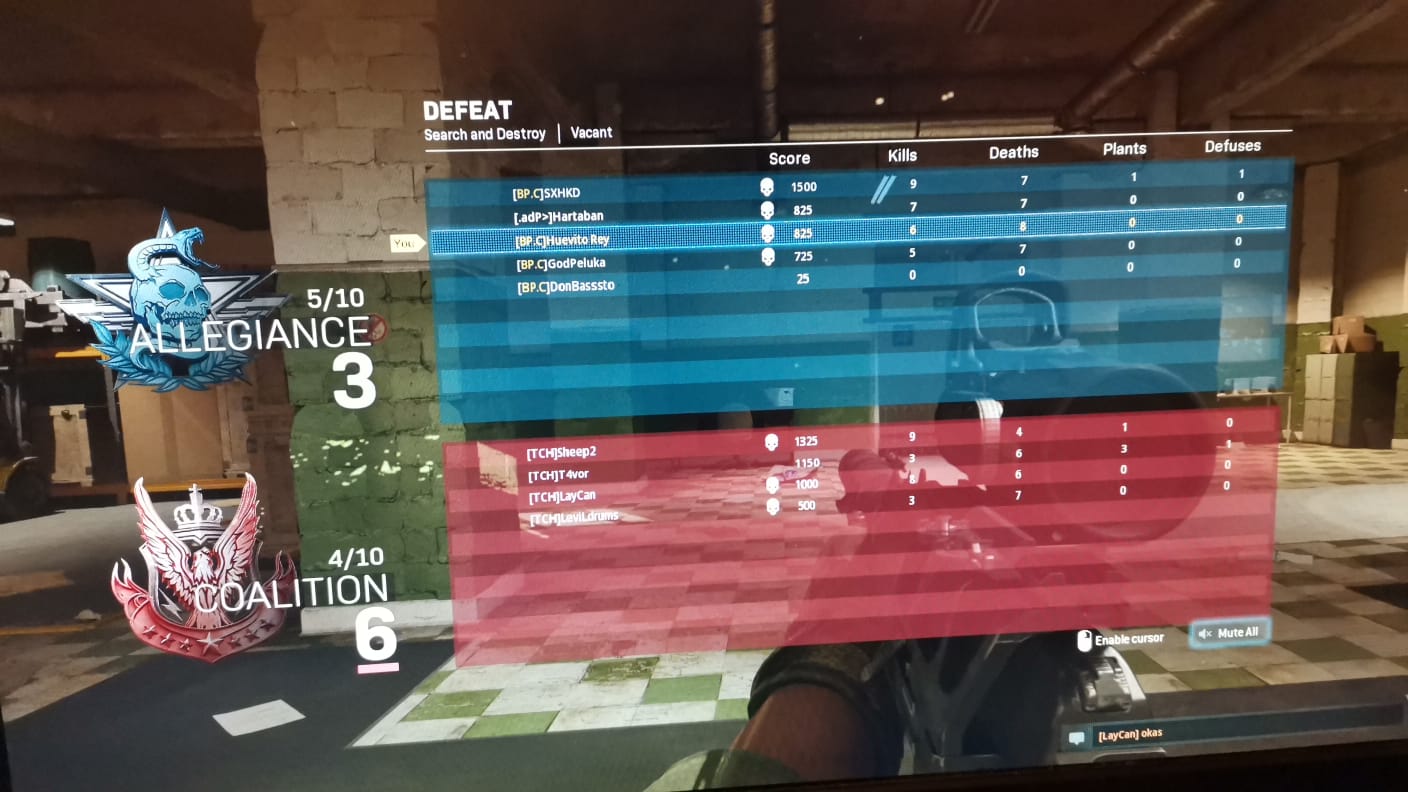 DEFEAT
Search and Destroy | Vacant
Score Kills Deaths Plants Defuses
[BP.C]SXHKD 1500 9 7 1 1
[.adP>]Hartaban 825 7 7 0 0
You [BP.C]Huevito Rey 825 6 8 0 0
[BP.C]GodPeluka 725 5 7 0 0
[BP.C]DonBasssto 25 0 0 0 0
5/10
ALLEGIANCE
3
[TCH]Sheep2 1325 9 4 1 0
[TCH]T4vor 1150 3 6 3 1
[TCH]LayCan 1000 8 6 0 0
[TCH]LeviLdrums 500 3 7 0 0
4/10
COALITION
6
Enable cursor
Mute All
[LayCan] okas